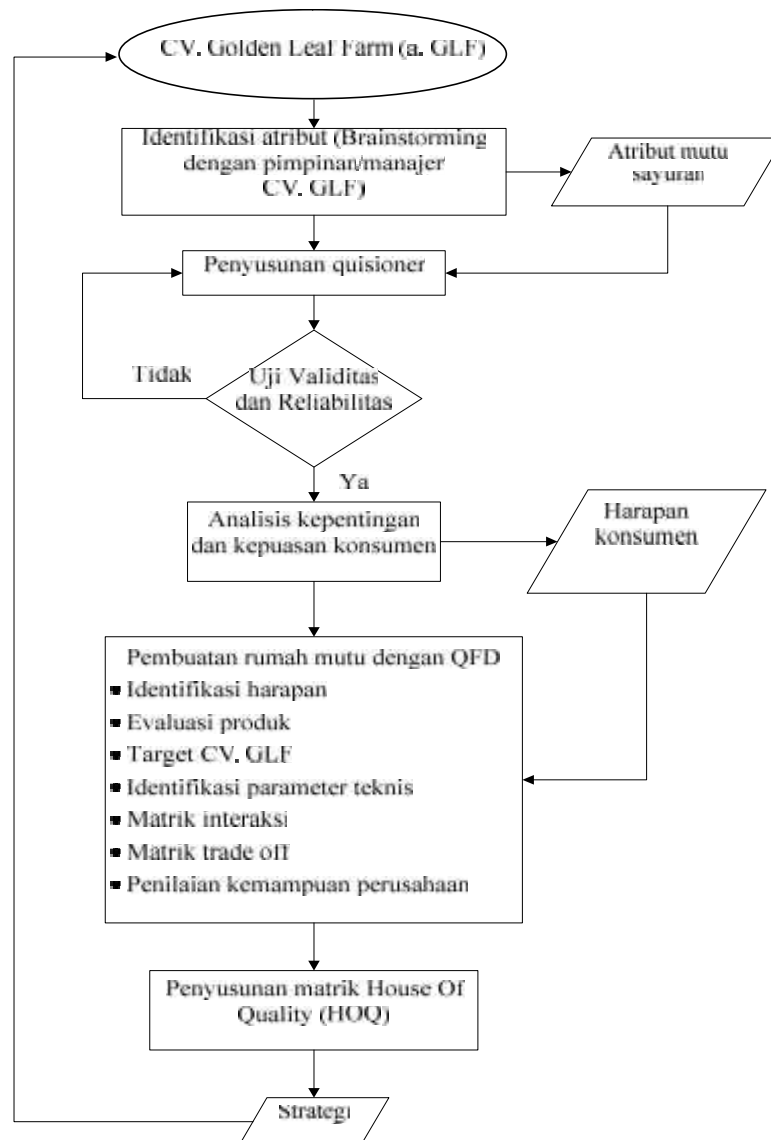 CV. Golden Leaf Farm (a. GLF)
Identifikasi atribut (Brainstorming
dengan pimpinan/manajer
CV. GLF)
Atribut mutu
sayuran
Penyusunan quisioner
Tidak
Uji Validitas
dan Reliabilitas
Ya
Analisis kepentingan
dan kepuasan konsumen
Harapan
konsumen
Pembuatan rumah mutu dengan QFD
▪ Identifikasi harapan
▪ Evaluasi produk
▪ Target CV. GLF
▪ Identifikasi parameter teknis
▪ Matrik interaksi
▪ Matrik trade off
▪ Penilaian kemampuan perusahaan
Penyusunan matrik House Of
Quality (HOQ)
Strategi